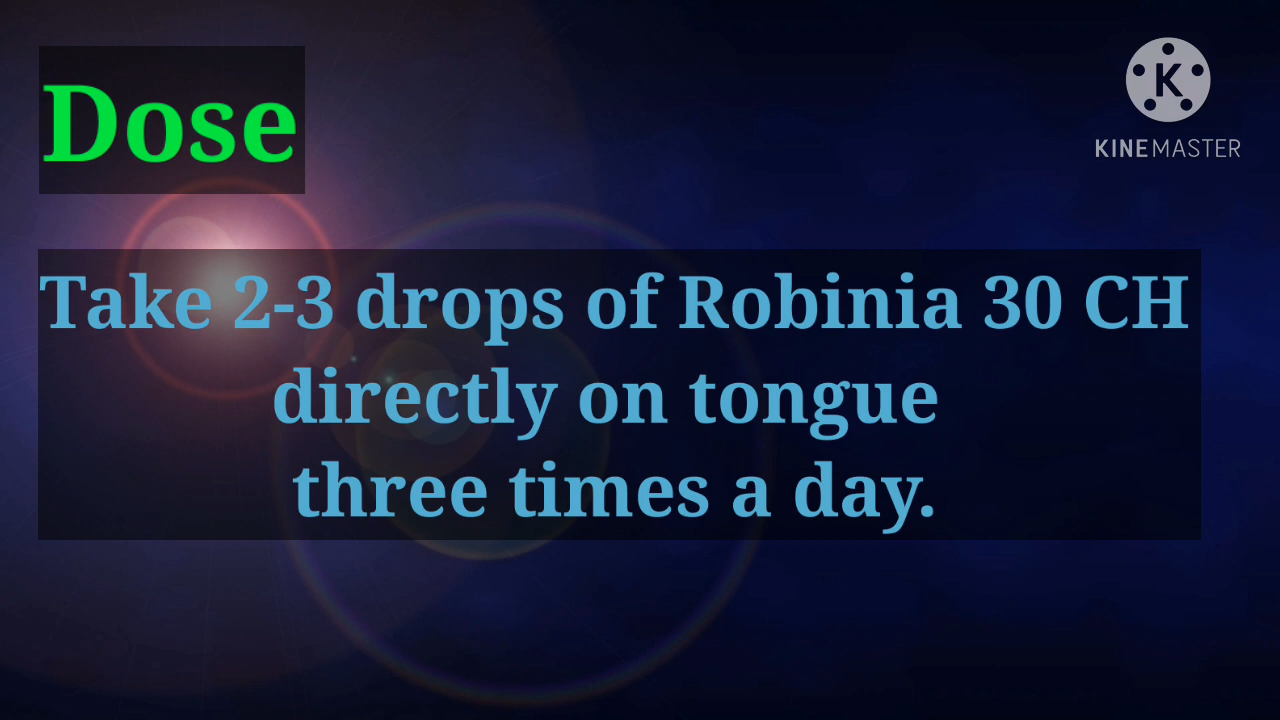 Dose
K
KINEMASTER
Take 2-3 drops of Robinia 30 CH
directly on tongue
three times a day.